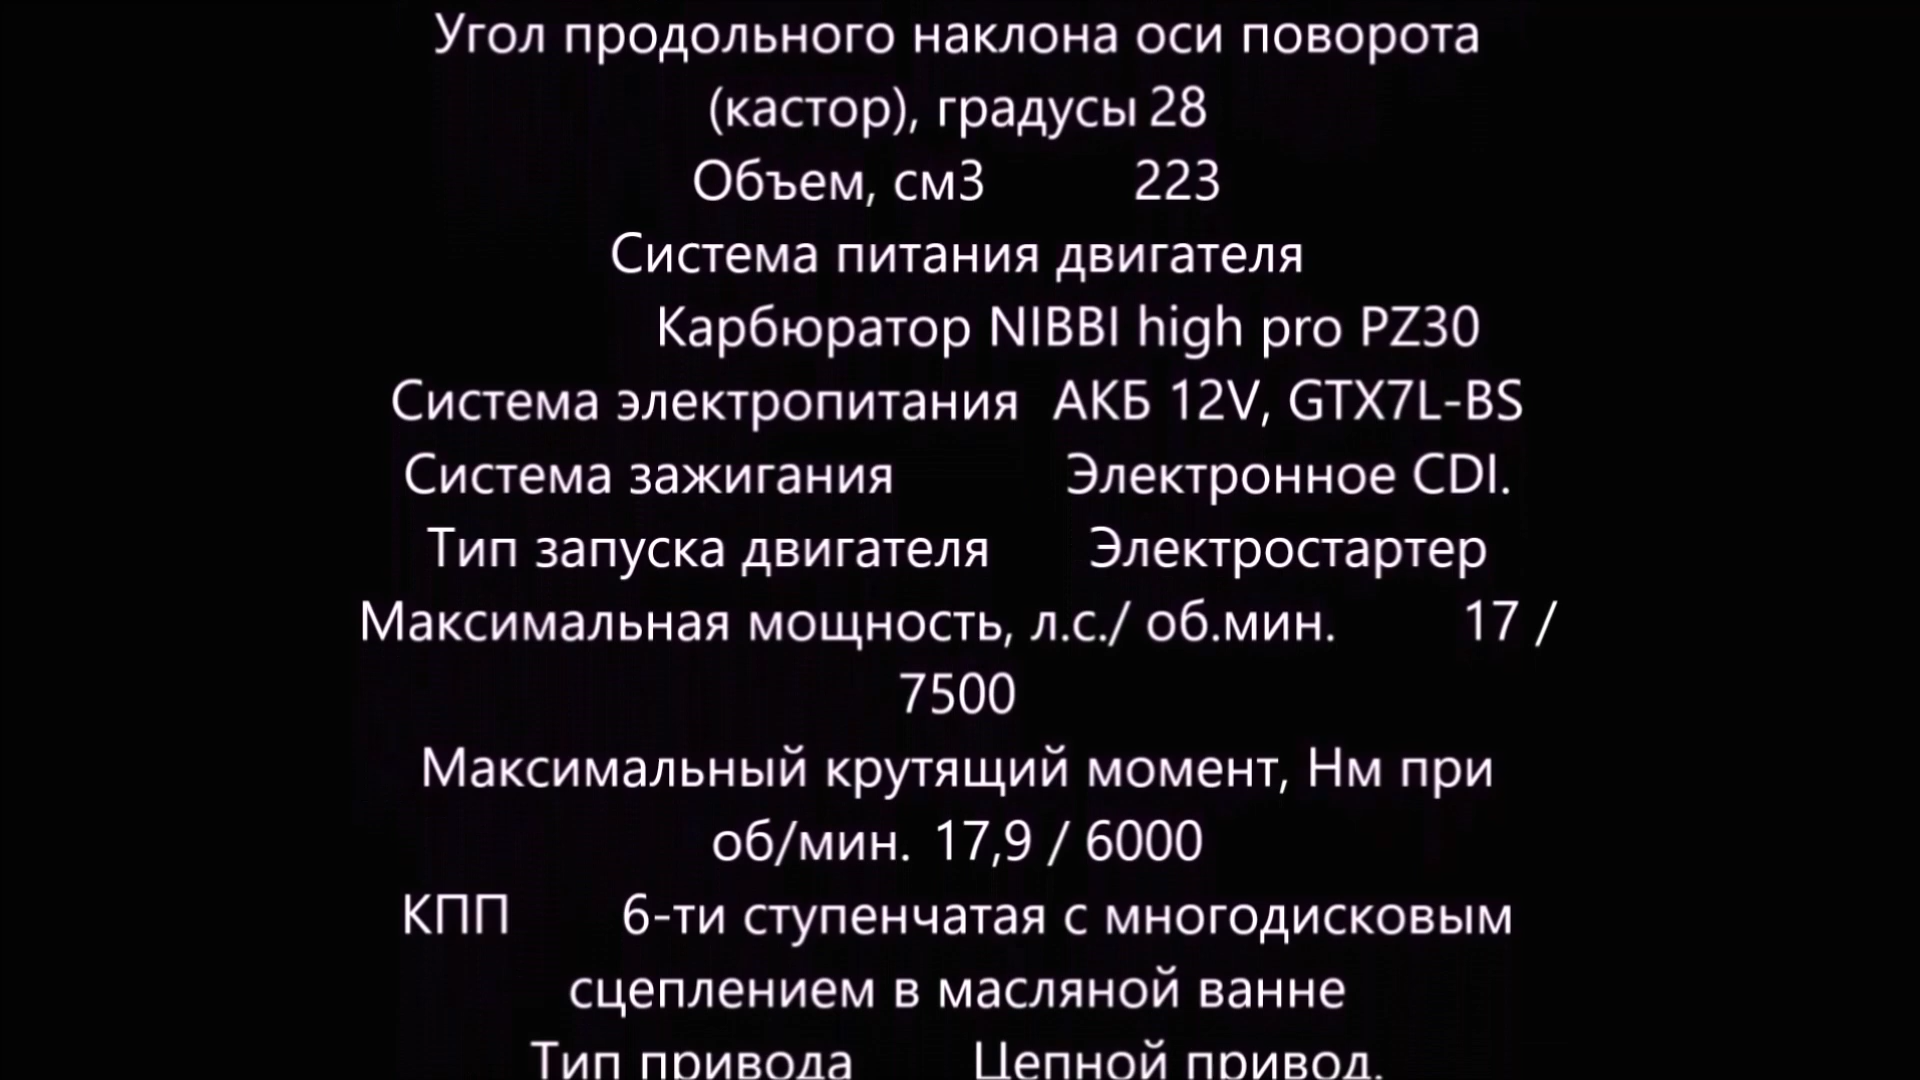 Угол продольного наклона оси поворота
(кастор), градусы 28
Объем, см3 223
Система питания двигателя
Карбюратор NIBBI high pro PZ30
Система электропитания АКБ 12V, GTX7L-BS
Система зажигания Электронное CDI.
Тип запуска двигателя Электростартер
Максимальная мощность, л.с./ об.мин. 17 /
7500
Максимальный крутящий момент, Нм при
об/мин. 17,9 / 6000
КПП 6-ти ступенчатая с многодисковым
сцеплением в масляной ванне
Тип привода Цепной привод.